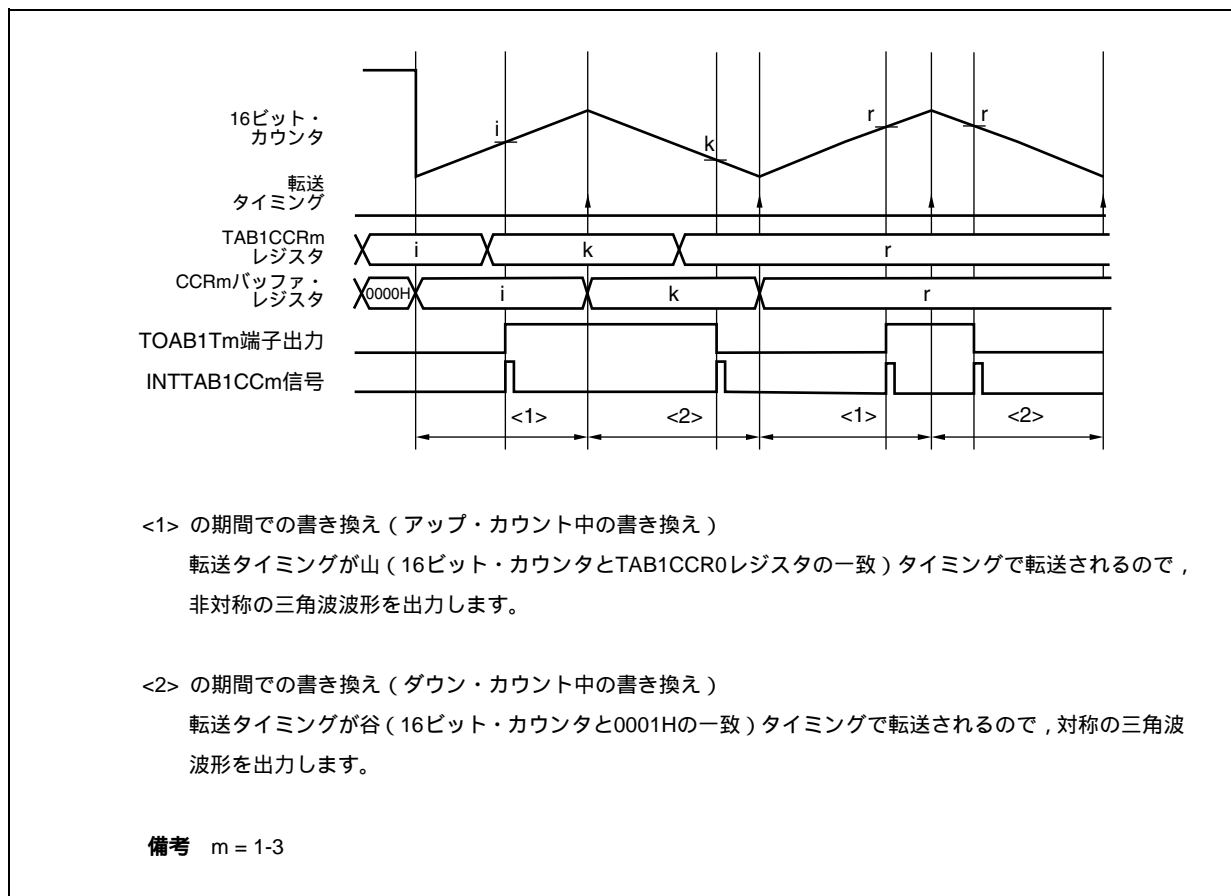 16ビット・
カウンタ
i
k
r
r
転送
タイミング
TAB1CCRm
レジスタ
i
k
r
CCRmバッファ・
レジスタ
0000H
i
k
r
TOAB1Tm端子出力
INTTAB1CCm信号
<1>
<2>
<1>
<2>
<1> の期間での書き換え（アップ・カウント中の書き換え）
転送タイミングが山（16ビット・カウンタとTAB1CCR0レジスタの一致）タイミングで転送されるので，
非対称の三角波波形を出力します。
<2> の期間での書き換え（ダウン・カウント中の書き換え）
転送タイミングが谷（16ビット・カウンタと0001Hの一致）タイミングで転送されるので，対称の三角波
波形を出力します。
備考 m = 1-3